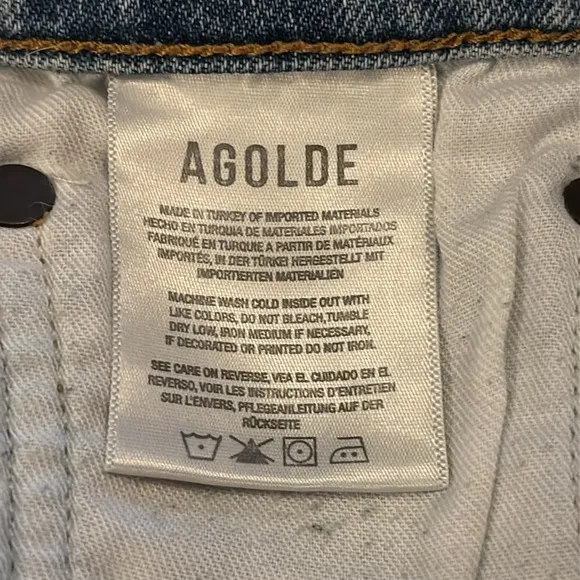 AGOLDE
MADE IN TURKEY OF IMPORTED MATERIALS
HECHO EN TURQUIA DE MATERIALES IMPORTADOS
FABRIQUÉ EN TURQUIE A PARTIR DE MATÉRIAUX
IMPORTÉS, IN DER TÜRKEI HERGESTELLT MIT
IMPORTIERTEN MATERIALIEN
MACHINE WASH COLD INSIDE OUT WITH
LIKE COLORS, DO NOT BLEACH,TUMBLE
DRY LOW, IRON MEDIUM IF NECESSARY,
IF DECORATED OR PRINTED DO NOT IRON.
SEE CARE ON REVERSE, VEA EL CUIDADO EN EL
REVERSO, VOIR LES INSTRUCTIONS D'ENTRETIEN
SUR L'ENVERS, PFLEGEANLEITUNG AUF DER
RÜCKSEITE